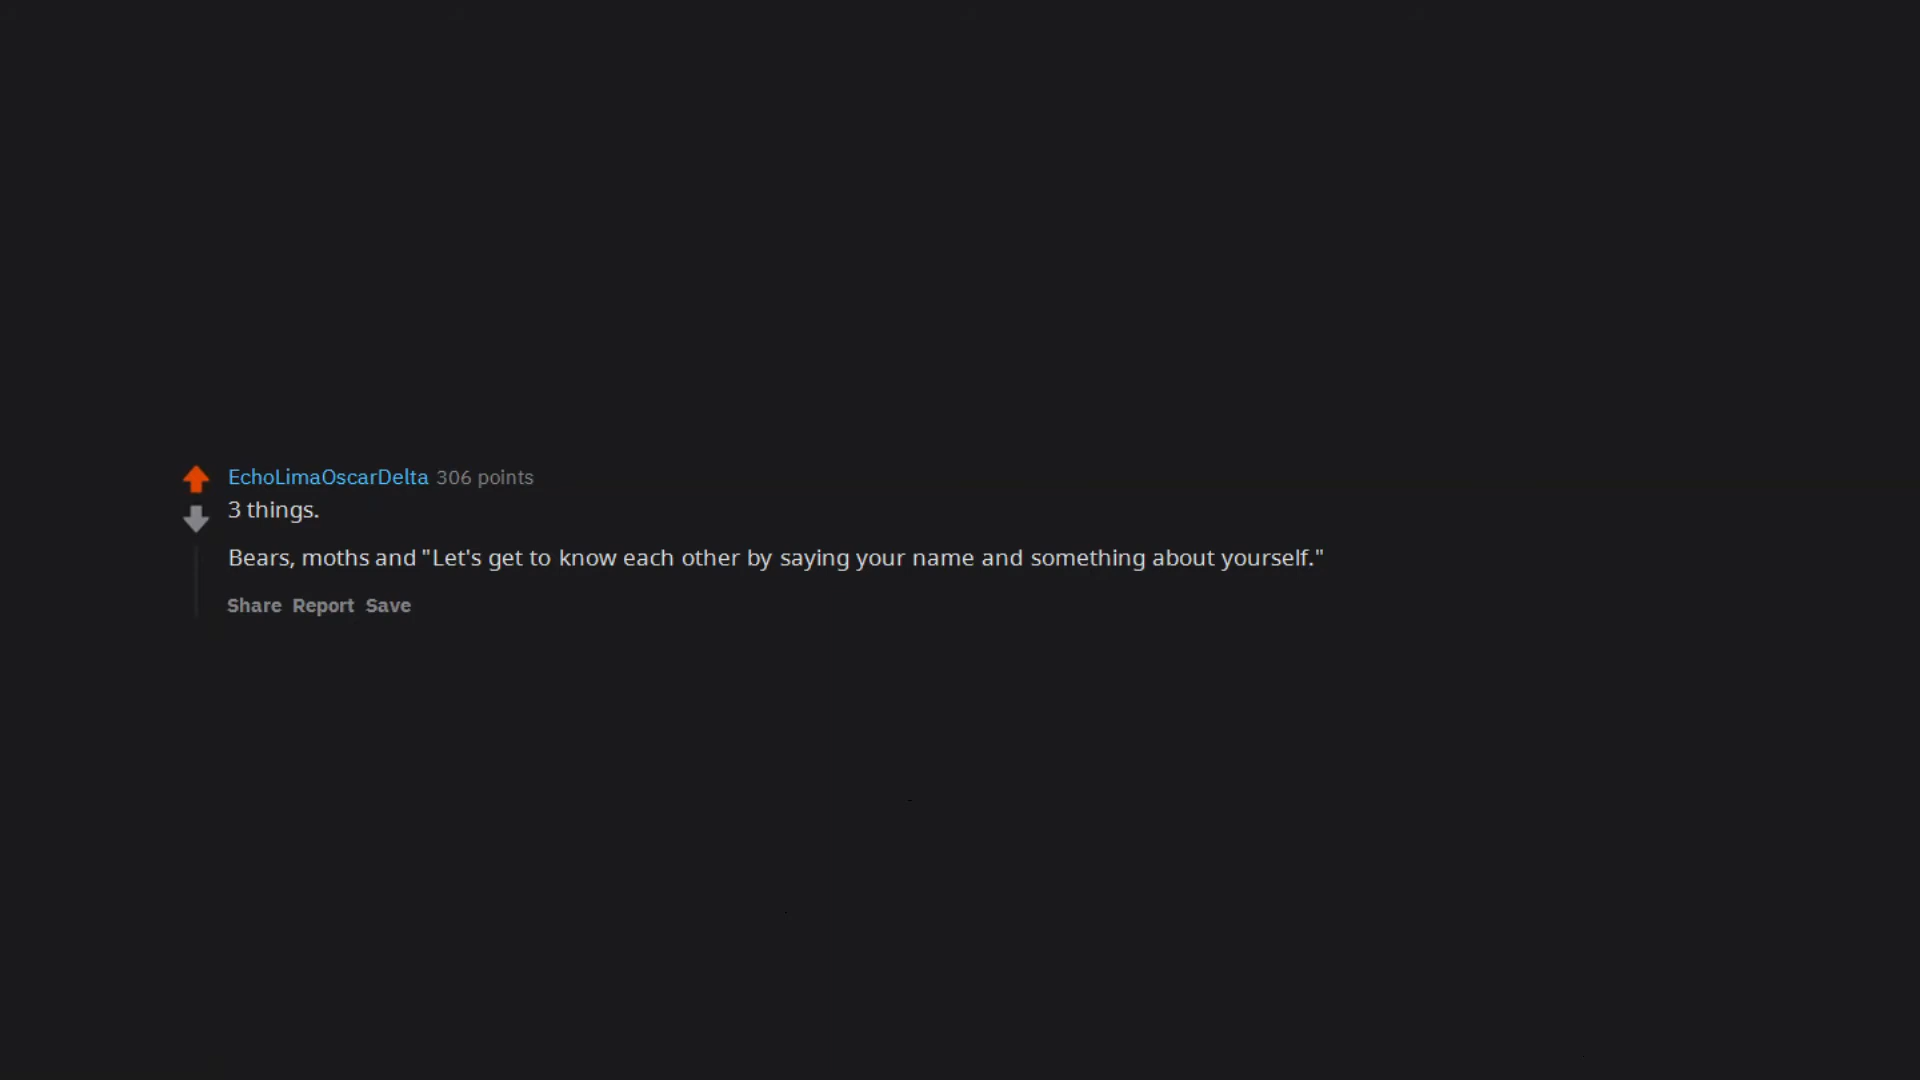 EchoLimaOscarDelta 306 points
3 things.
Bears, moths and "Let's get to know each other by saying your name and something about yourself."
Share Report Save